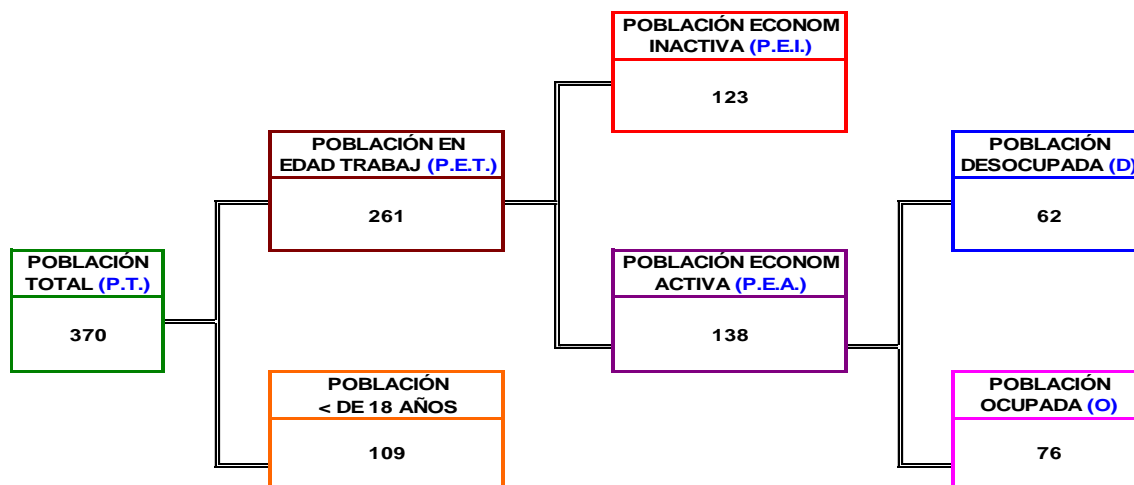 POBLACIÓN ECONOM
INACTIVA (P.E.I.)
123
POBLACIÓN EN
EDAD TRABAJ (P.E.T.)
261
POBLACIÓN
DESOCUPADA (D)
62
POBLACIÓN
TOTAL (P.T.)
370
POBLACIÓN ECONOM
ACTIVA (P.E.A.)
138
POBLACIÓN
< DE 18 AÑOS
109
POBLACIÓN
OCUPADA (O)
76